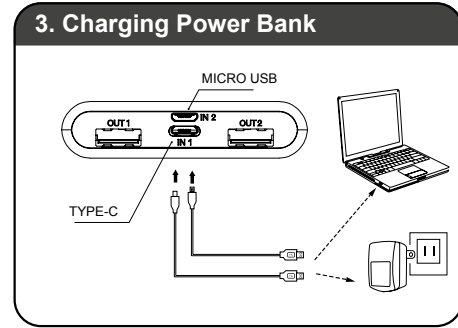 3. Charging Power Bank
MICRO USB
OUT1
IN 2
OUT2
IN 1
TYPE-C